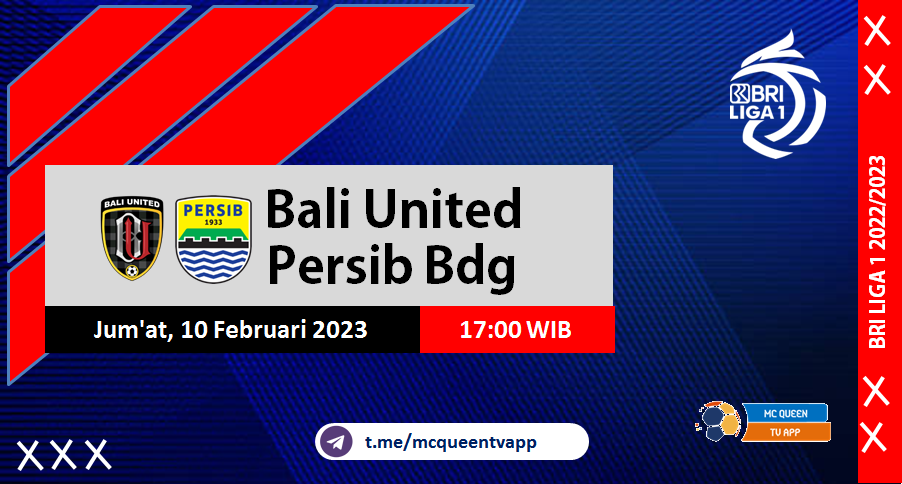 BRI
LIGA 1
BALI UNITED
PERSIB
1933
Bali United
Persib Bdg
Jum'at, 10 Februari 2023
17:00 WIB
BRI LIGA 1 2022/2023
MC QUEEN
TV APP
t.me/mcqueentvapp